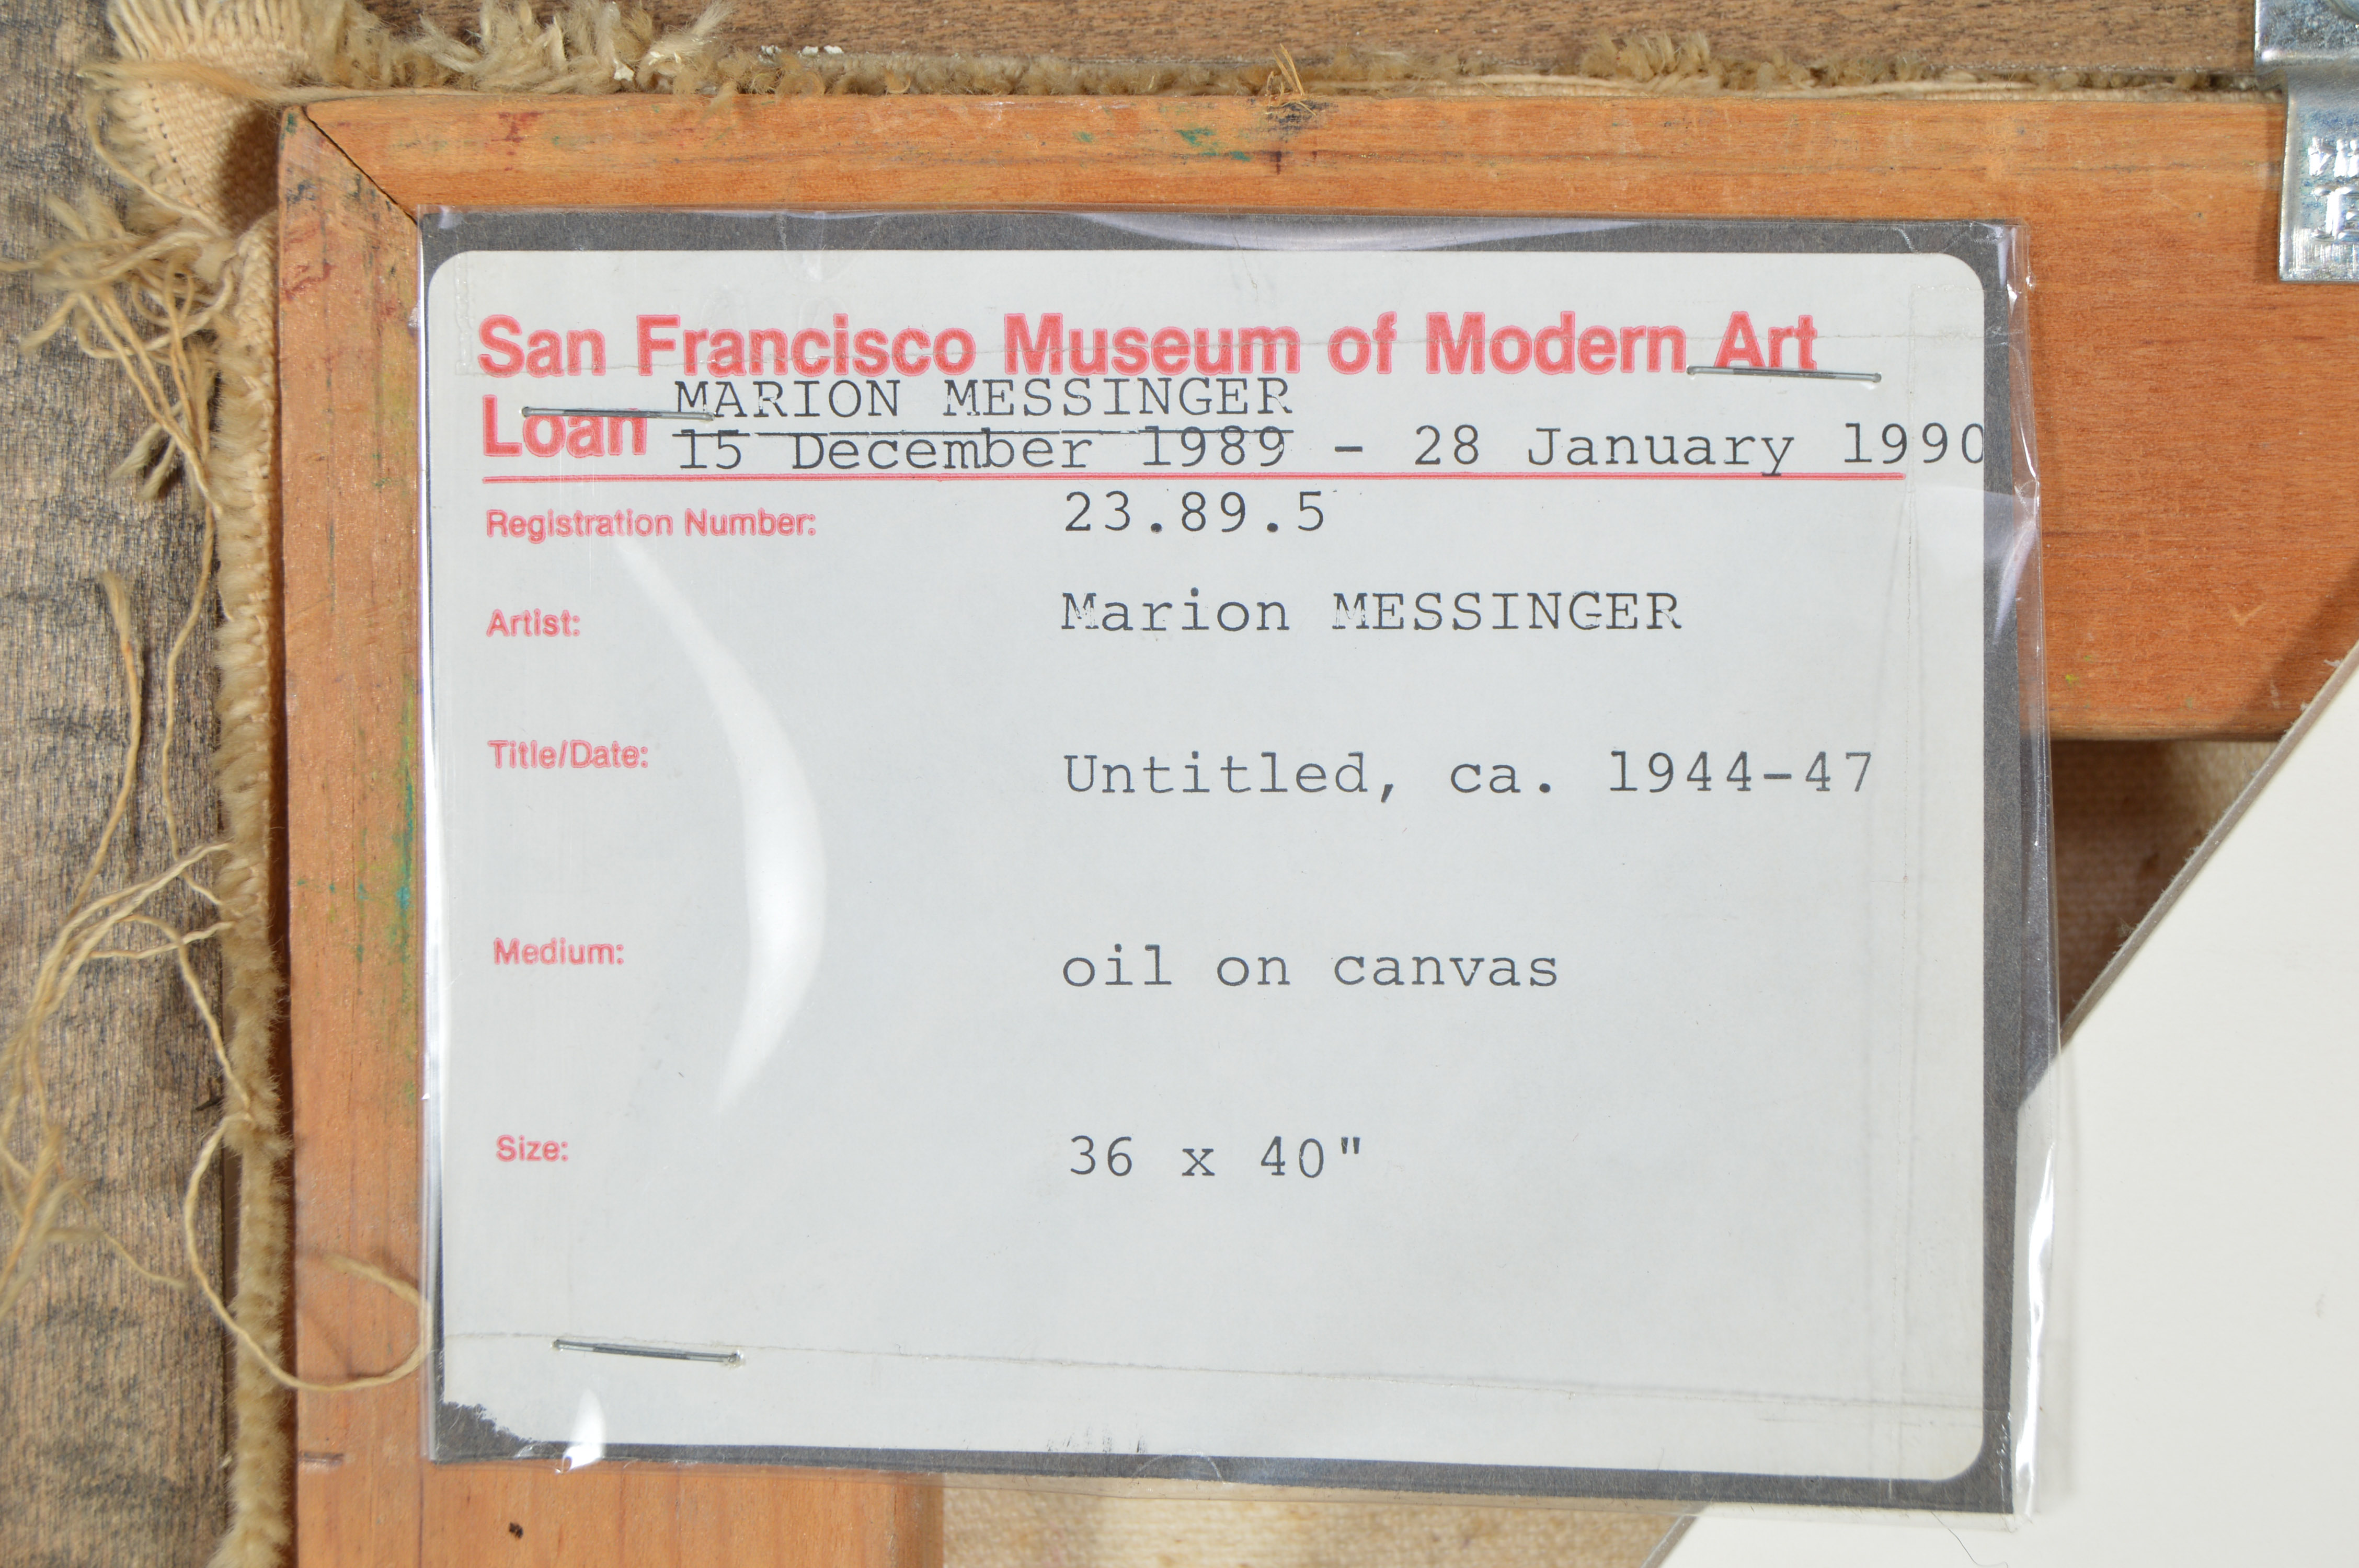 San Francisco Museum of Modern Art
Loan MARION MESSINGER
15 December 1989 - 28 January 1990
Registration Number: 23.89.5
Artist: Marion MESSINGER
Title/Date: Untitled, ca. 1944-47
Medium: oil on canvas
Size: 36 x 40"